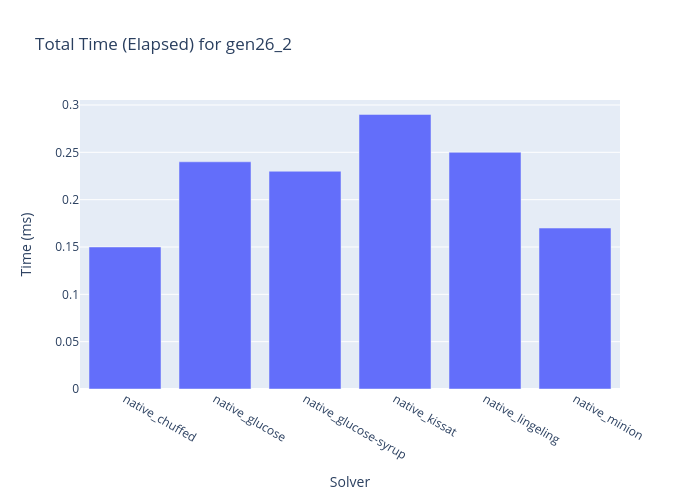 Total Time (Elapsed) for gen26_2
0.3
0.25
0.2
0.15
0.1
0.05
0
Time (ms)
native_chuffed
native_glucose
native_glucose-syrup
native_kissat
native_lingeling
native_minion
Solver